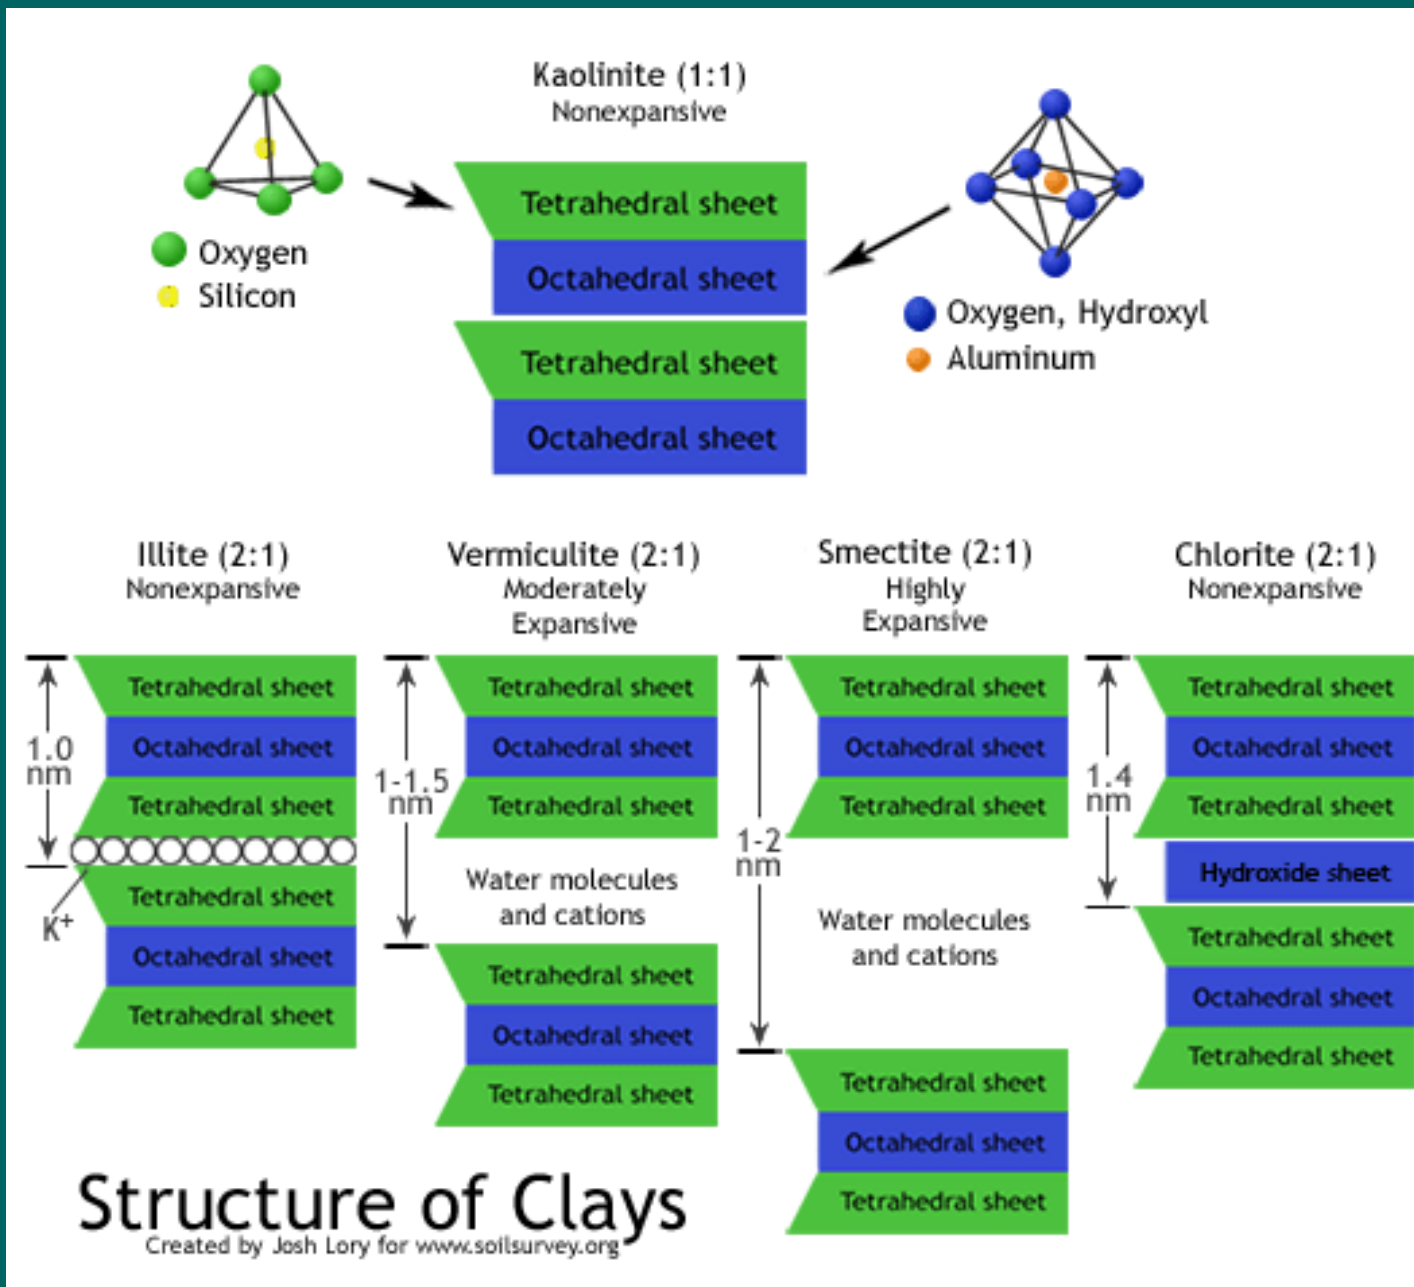 Kaolinite (1:1)
Nonexpansive
Tetrahedral sheet
Octahedral sheet
Tetrahedral sheet
Octahedral sheet
Oxygen
Silicon
Oxygen, Hydroxyl
Aluminum
Illite (2:1)
Nonexpansive
1.0
nm
Tetrahedral sheet
Octahedral sheet
Tetrahedral sheet
K+
Tetrahedral sheet
Octahedral sheet
Tetrahedral sheet
Vermiculite (2:1)
Moderately
Expansive
1-1.5
nm
Tetrahedral sheet
Octahedral sheet
Tetrahedral sheet
Water molecules
and cations
Tetrahedral sheet
Octahedral sheet
Tetrahedral sheet
Smectite (2:1)
Highly
Expansive
1-2
nm
Tetrahedral sheet
Octahedral sheet
Tetrahedral sheet
Water molecules
and cations
Tetrahedral sheet
Octahedral sheet
Tetrahedral sheet
Chlorite (2:1)
Nonexpansive
1.4
nm
Tetrahedral sheet
Octahedral sheet
Tetrahedral sheet
Hydroxide sheet
Tetrahedral sheet
Octahedral sheet
Tetrahedral sheet
Structure of Clays
Created by Josh Lory for www.soilsurvey.org